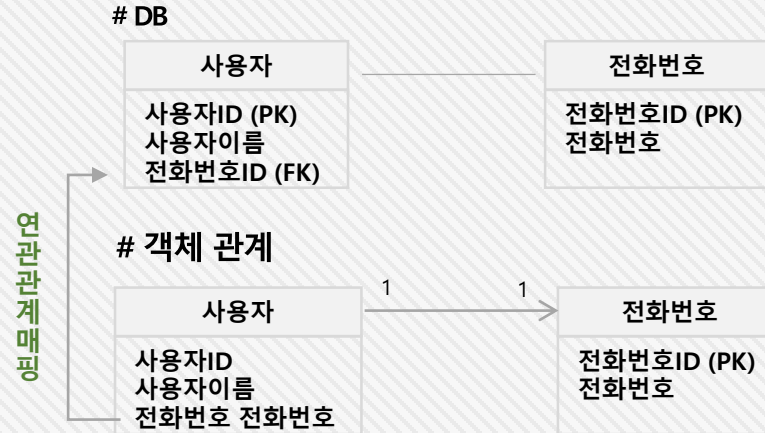 # DB
사용자
전화번호
사용자ID (PK)
사용자이름
전화번호ID (FK)
전화번호ID (PK)
전화번호
연관관계매핑
# 객체 관계
1
1
사용자
전화번호
사용자ID
사용자이름
전화번호 전화번호
전화번호ID (PK)
전화번호